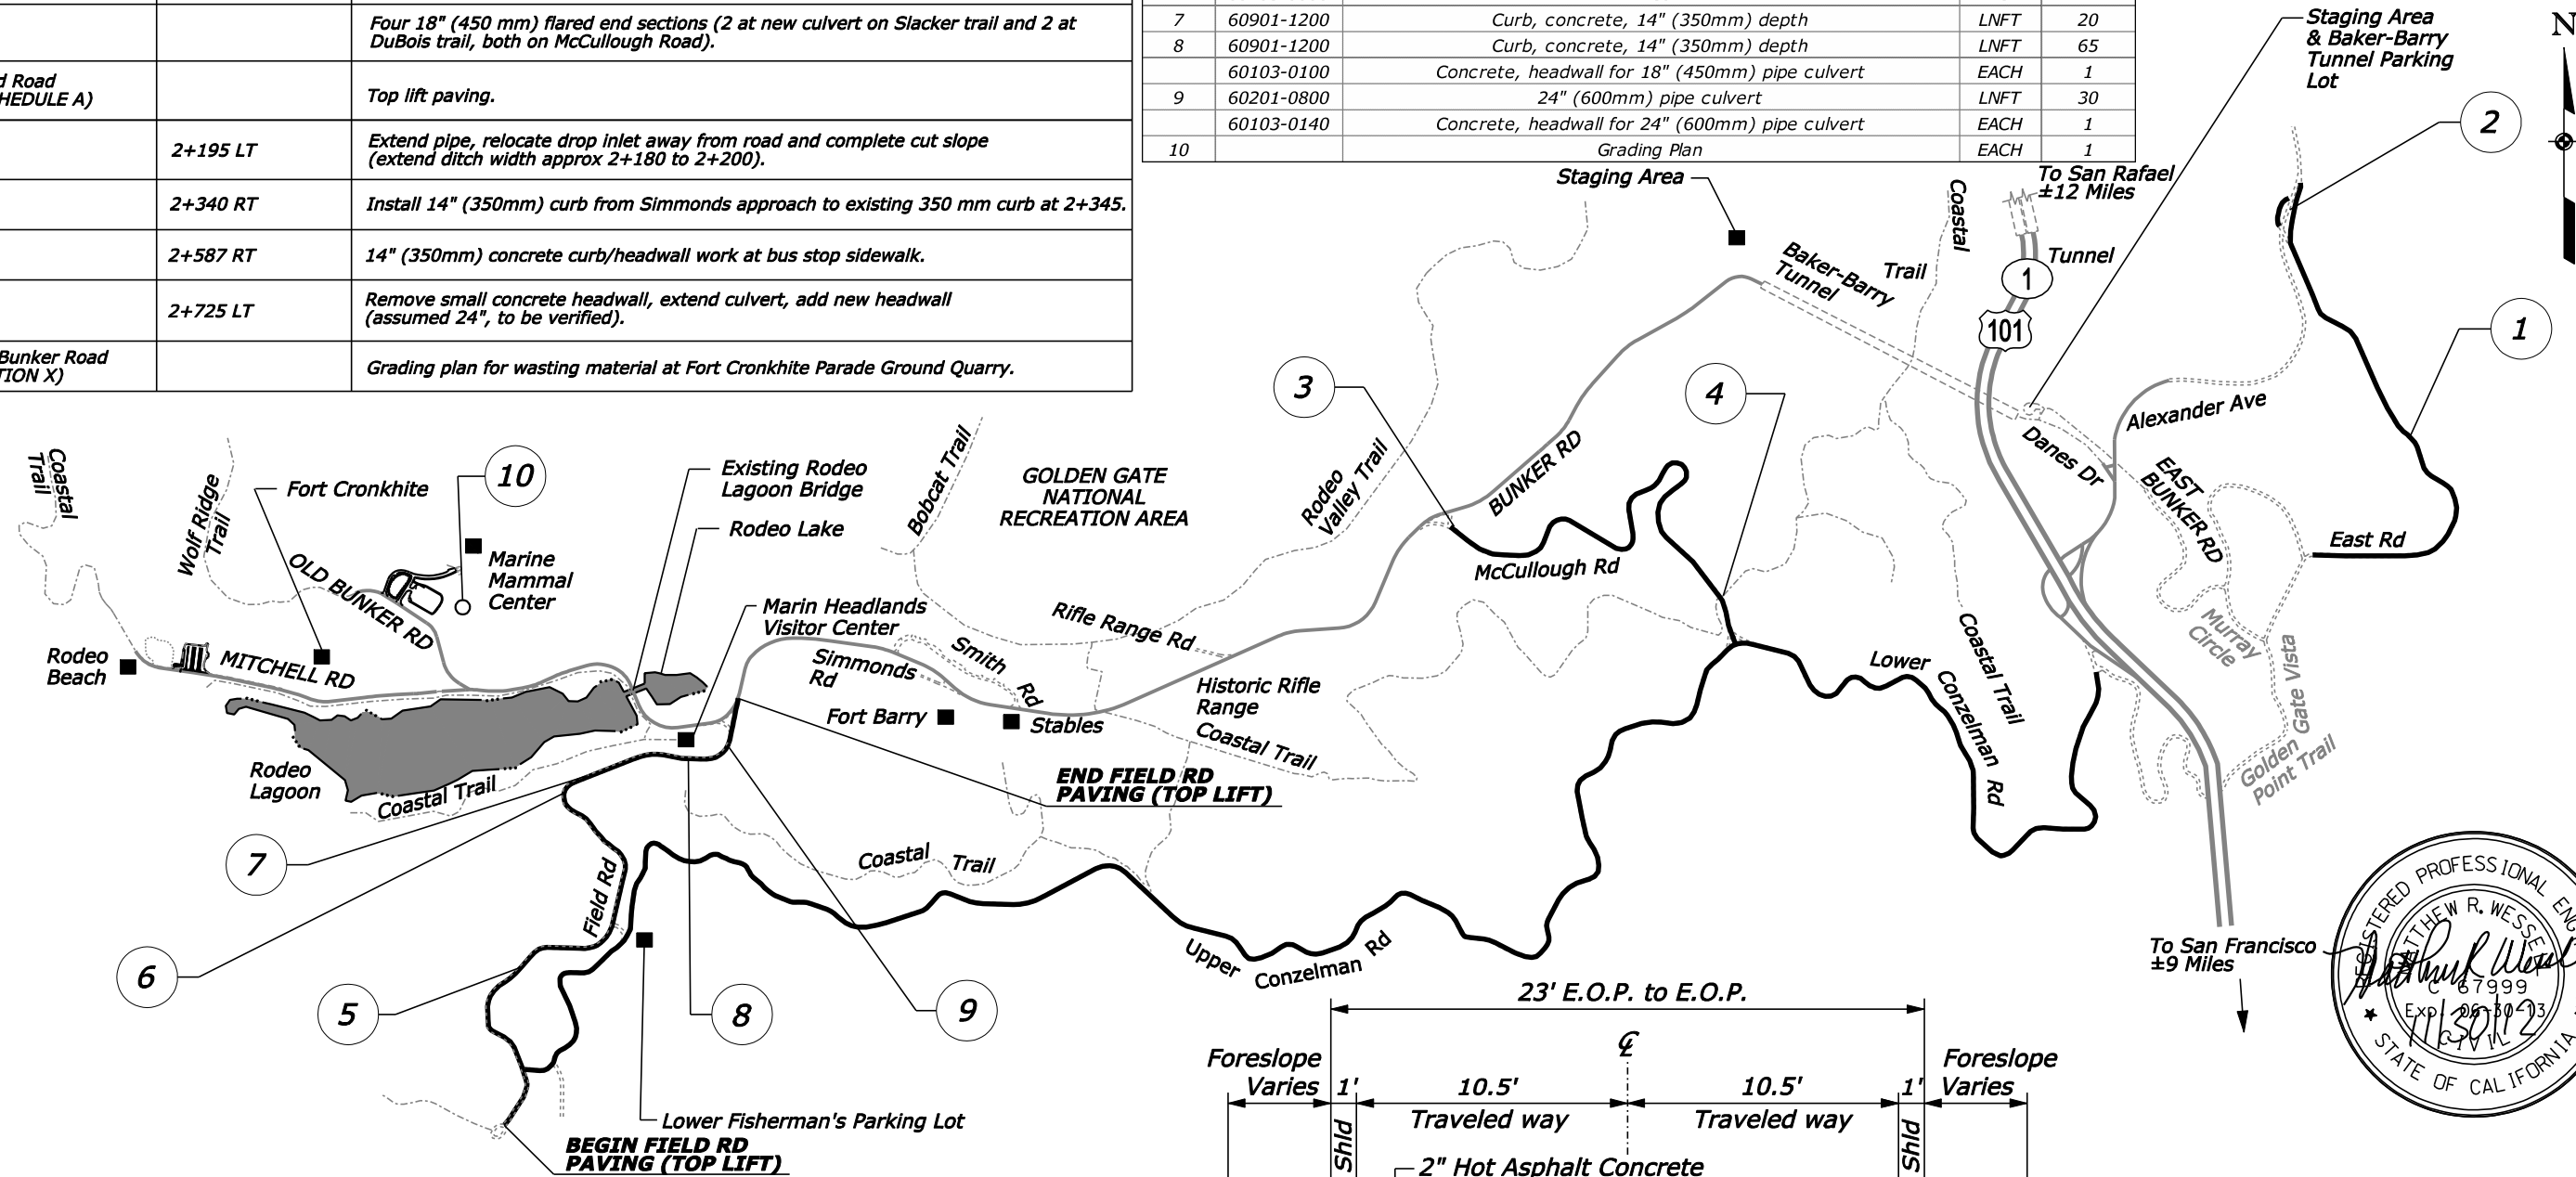 Four 18" (450 mm) flared end sections (2 at new culvert on Slacker trail and 2 at
DuBois trail, both on McCullough Road).
d Road
HEDULE A)
Top lift paving.
2+195 LT
Extend pipe, relocate drop inlet away from road and complete cut slope
(extend ditch width approx 2+180 to 2+200).
2+340 RT
Install 14" (350mm) curb from Simmonds approach to existing 350 mm curb at 2+345.
2+587 RT
14" (350mm) concrete curb/headwall work at bus stop sidewalk.
2+725 LT
Remove small concrete headwall, extend culvert, add new headwall
(assumed 24", to be verified).
Bunker Road
TION X)
Grading plan for wasting material at Fort Cronkhite Parade Ground Quarry.
7 60901-1200 Curb, concrete, 14" (350mm) depth LNFT 20
8 60901-1200 Curb, concrete, 14" (350mm) depth LNFT 65
60103-0100 Concrete, headwall for 18" (450mm) pipe culvert EACH 1
9 60201-0800 24" (600mm) pipe culvert LNFT 30
60103-0140 Concrete, headwall for 24" (600mm) pipe culvert EACH 1
10 Grading Plan EACH 1
Staging Area
& Baker-Barry
Tunnel Parking
Lot
N
2
1
Staging Area
To San Rafael
±12 Miles
Coastal
Trail
Tunnel
1
101
Baker-Barry
Tunnel
3
4
Alexander Ave
Danes Dr
EAST
BUNKER RD
East Rd
Murray
Circle
Golden Gate Vista
Golden
Point Trail
Coastal
Trail
Wolf Ridge
Trail
Fort Cronkhite
10
Existing Rodeo
Lagoon Bridge
Rodeo Lake
Bobcat Trail
GOLDEN GATE
NATIONAL
RECREATION AREA
Rodeo
Valley Trail
BUNKER RD
McCullough Rd
Marine
Mammal
Center
OLD BUNKER RD
Marin Headlands
Visitor Center
Rodeo
Beach
MITCHELL RD
Simmonds
Rd
Smith
Rd
Rifle Range Rd
Fort Barry
Stables
Historic Rifle
Range
Coastal Trail
Lower
Conzelman
Rd
Coastal Trail
Rodeo
Lagoon
Coastal Trail
END FIELD RD
PAVING (TOP LIFT)
7
Field Rd
Coastal Trail
6
5
8
9
Upper
Conzelman
Rd
Lower Fisherman's Parking Lot
BEGIN FIELD RD
PAVING (TOP LIFT)
To San Francisco
±9 Miles
23' E.O.P. to E.O.P.
℄
Foreslope
Varies
1'
10.5'
Traveled way
10.5'
Traveled way
1'
Foreslope
Varies
Shld
Shld
2" Hot Asphalt Concrete
C 67999
Exp. 06-30-13
11/30/12
CIVIL
STATE OF CALIFORNIA